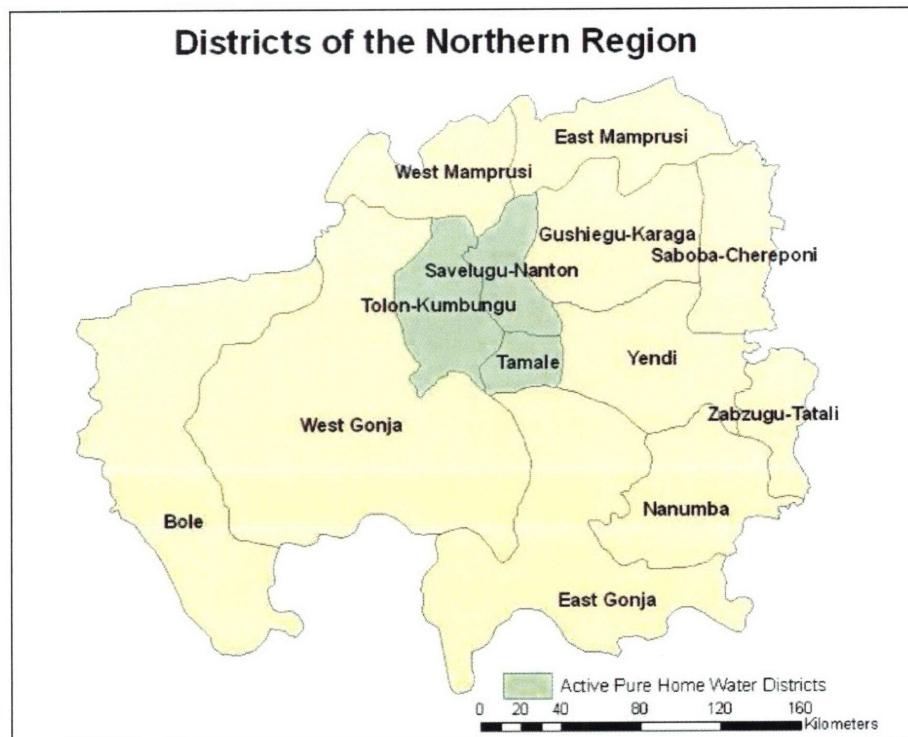 Districts of the Northern Region
East Mamprusi
West Mamprusi
Gushiegu-Karaga
Saboba-Chereponi
Savelugu-Nanton
Tolon-Kumbungu
Tamale
Yendi
Zabzugu-Tatali
West Gonja
Nanumba
Bole
East Gonja
Active Pure Home Water Districts
0 20 40 80 120 160
Kilometers